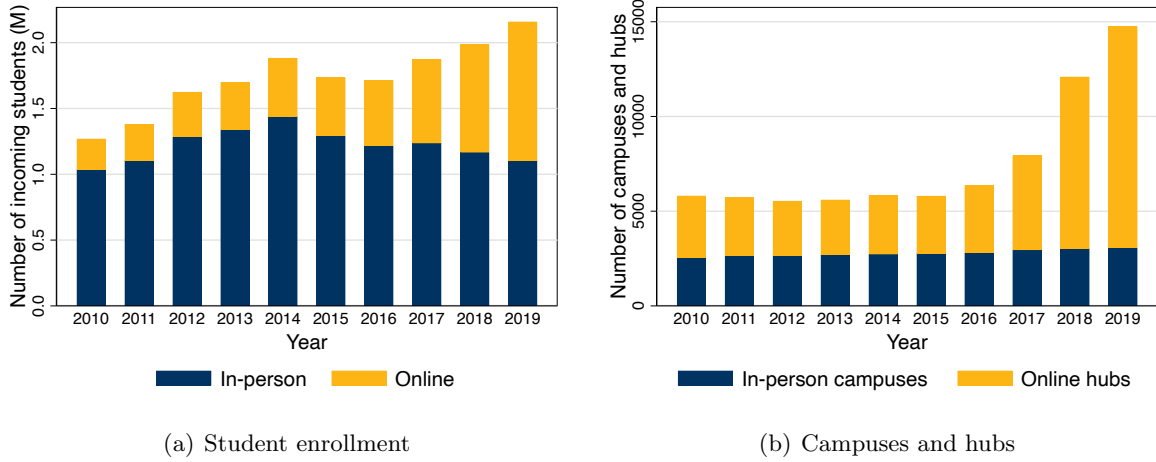 Number of incoming students (M)
2.0
1.5
1.0
0.5
0.0
2010 2011 2012 2013 2014 2015 2016 2017 2018 2019
Year
In-person Online
(a) Student enrollment
Number of campuses and hubs
15000
10000
5000
0
2010 2011 2012 2013 2014 2015 2016 2017 2018 2019
Year
In-person campuses Online hubs
(b) Campuses and hubs